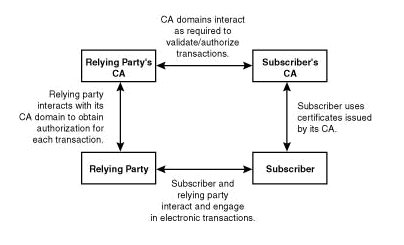 CA domains interact
as required to
validate/authorize
transactions.
Relying Party's
CA
Subscriber's
CA
Relying party
interacts with its
CA domain to obtain
authorization for
each transaction.
Subscriber uses
certificates issued
by its CA.
Relying Party
Subscriber
Subscriber and
relying party
interact and engage
in electronic transactions.